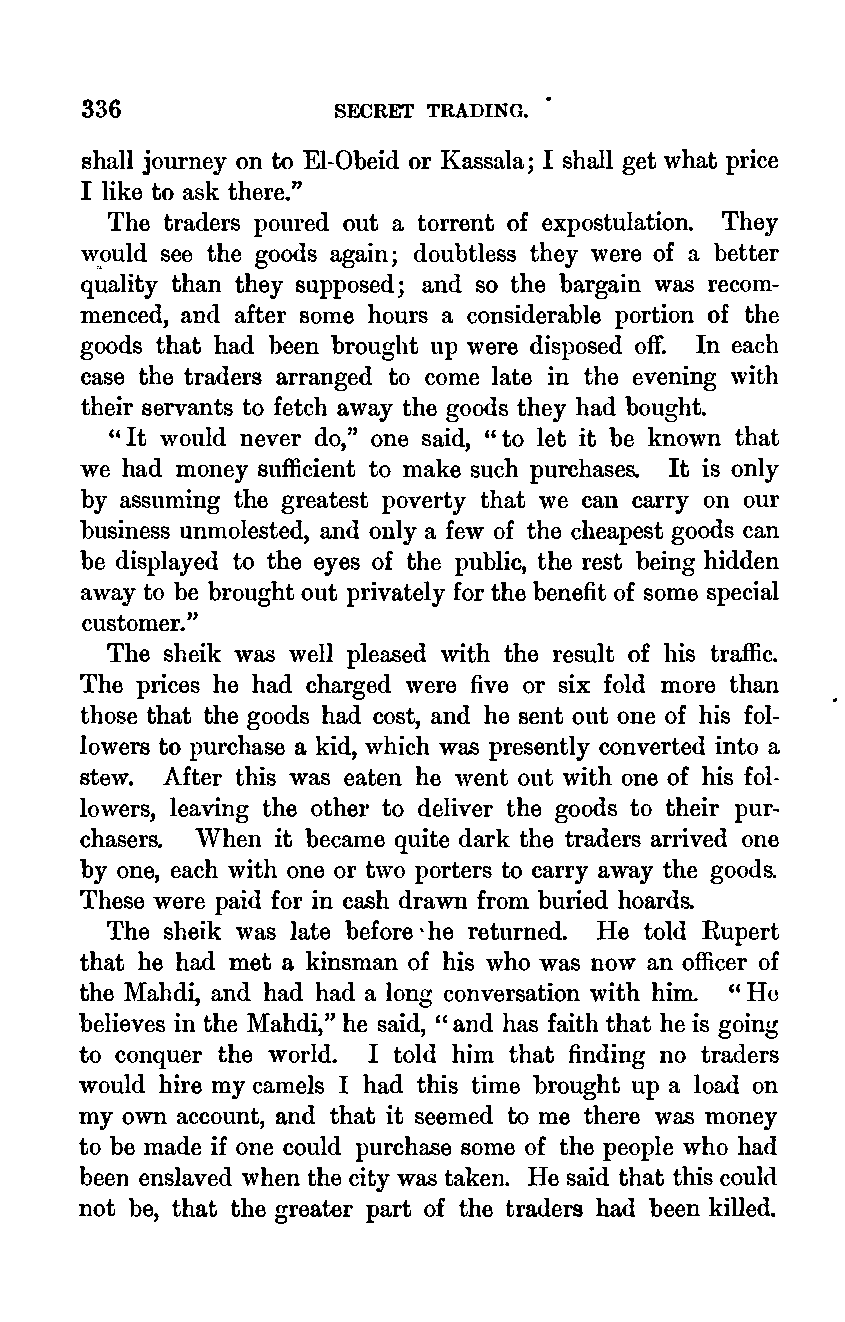 336 SECRET TRADING.
shall journey on to El-Obeid or Kassala; I shall get what price
I like to ask there.”
The traders poured out a torrent of expostulation. They
would see the goods again; doubtless they were of a better
quality than they supposed; and so the bargain was recom-
menced, and after some hours a considerable portion of the
goods that had been brought up were disposed off. In each
case the traders arranged to come late in the evening with
their servants to fetch away the goods they had bought.
“It would never do,” one said, “to let it be known that
we had money sufficient to make such purchases. It is only
by assuming the greatest poverty that we can carry on our
business unmolested, and only a few of the cheapest goods can
be displayed to the eyes of the public, the rest being hidden
away to be brought out privately for the benefit of some special
customer.”
The sheik was well pleased with the result of his traffic.
The prices he had charged were five or six fold more than
those that the goods had cost, and he sent out one of his fol-
lowers to purchase a kid, which was presently converted into a
stew. After this was eaten he went out with one of his fol-
lowers, leaving the other to deliver the goods to their pur-
chasers. When it became quite dark the traders arrived one
by one, each with one or two porters to carry away the goods.
These were paid for in cash drawn from buried hoards.
The sheik was late before he returned. He told Rupert
that he had met a kinsman of his who was now an officer of
the Mahdi, and had had a long conversation with him. “He
believes in the Mahdi,” he said, “and has faith that he is going
to conquer the world. I told him that finding no traders
would hire my camels I had this time brought up a load on
my own account, and that it seemed to me there was money
to be made if one could purchase some of the people who had
been enslaved when the city was taken. He said that this could
not be, that the greater part of the traders had been killed.